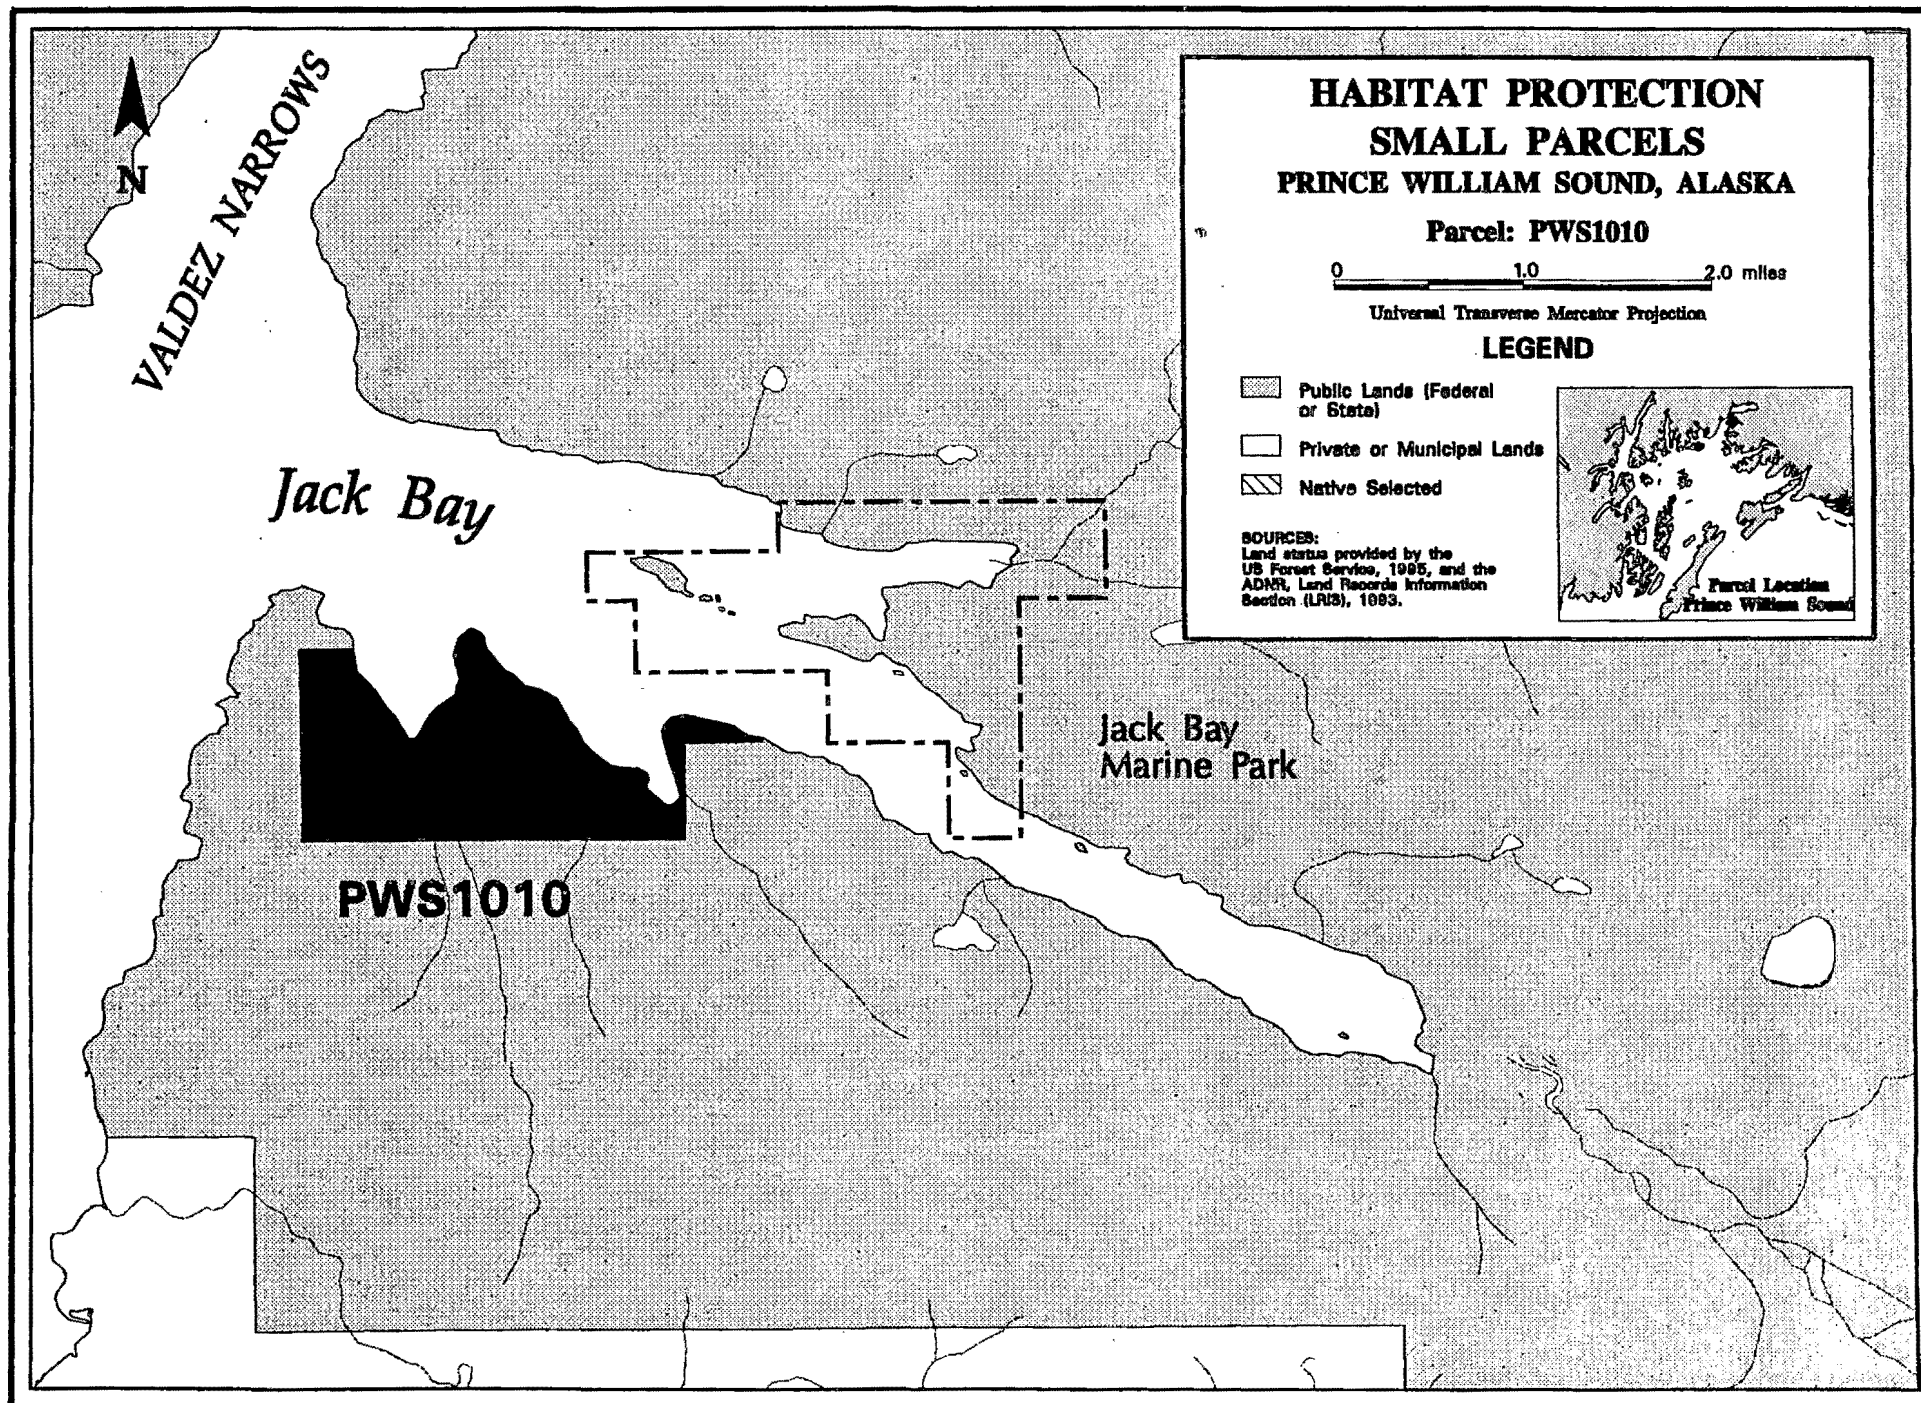 N
VALDEZ NARROWS
HABITAT PROTECTION
SMALL PARCELS
PRINCE WILLIAM SOUND, ALASKA
Parcel: PWS1010
0 1.0 2.0 miles
Universal Transverse Mercator Projection
LEGEND
Public Lands (Federal
or State)
Private or Municipal Lands
Native Selected
SOURCES:
Land status provided by the
US Forest Service, 1995, and the
ADNR, Land Records Information
Section (LRIS), 1993.
Parcel Location
Prince William Sound
Jack Bay
Jack Bay
Marine Park
PWS1010